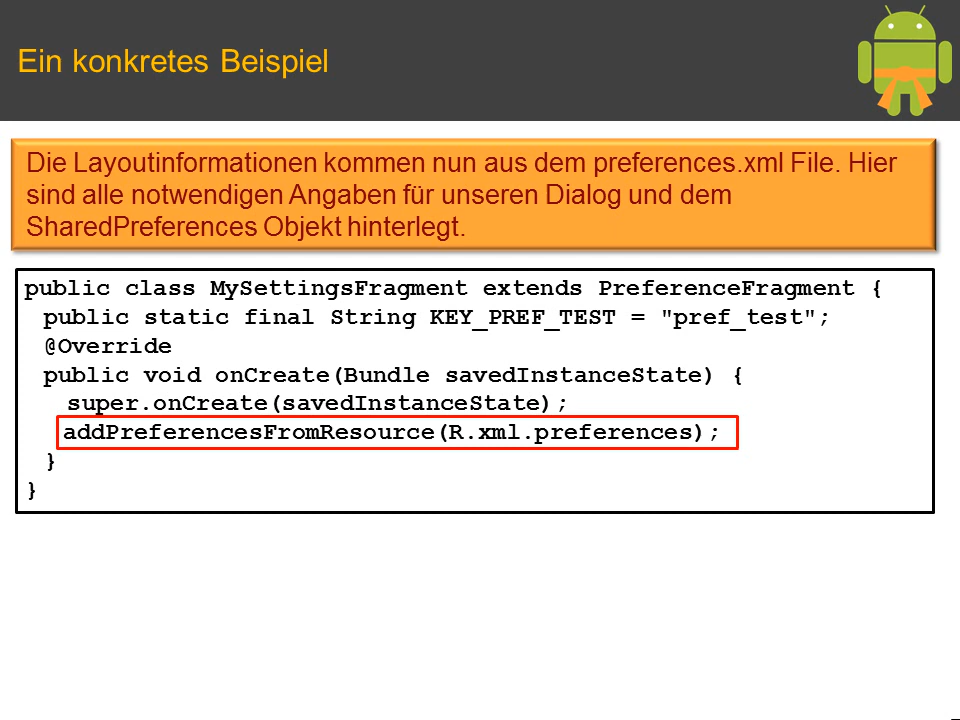 Ein konkretes Beispiel
Die Layoutinformationen kommen nun aus dem preferences.xml File. Hier
sind alle notwendigen Angaben für unseren Dialog und dem
SharedPreferences Objekt hinterlegt.
public class MySettingsFragment extends PreferenceFragment {
public static final String KEY_PREF_TEST = "pref_test";
@Override
public void onCreate(Bundle savedInstanceState) {
super.onCreate(savedInstanceState);
addPreferencesFromResource(R.xml.preferences);
}
}